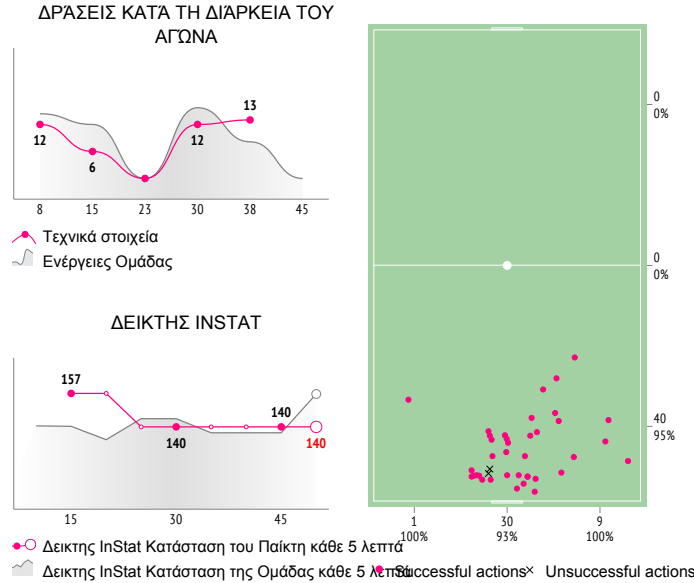 ΔΡΆΣΕΙΣ ΚΑΤΆ ΤΗ ΔΙΆΡΚΕΙΑ ΤΟΥ
ΑΓΏΝΑ
12
6
12
13
8 15 23 30 38 45
Τεχνικά στοιχεία
Ενέργειες Ομάδας
ΔΕΙΚΤΗΣ INSTAT
157
140
140
140
15 30 45
Δεικτης InStat Κατάσταση του Παίκτη κάθε 5 λεπτά
Δεικτης InStat Κατάσταση της Ομάδας κάθε 5 λεπτά
0
0%
0
0%
40
95%
1 30 9
100% 93% 100%
Successful actions Unsuccessful actions